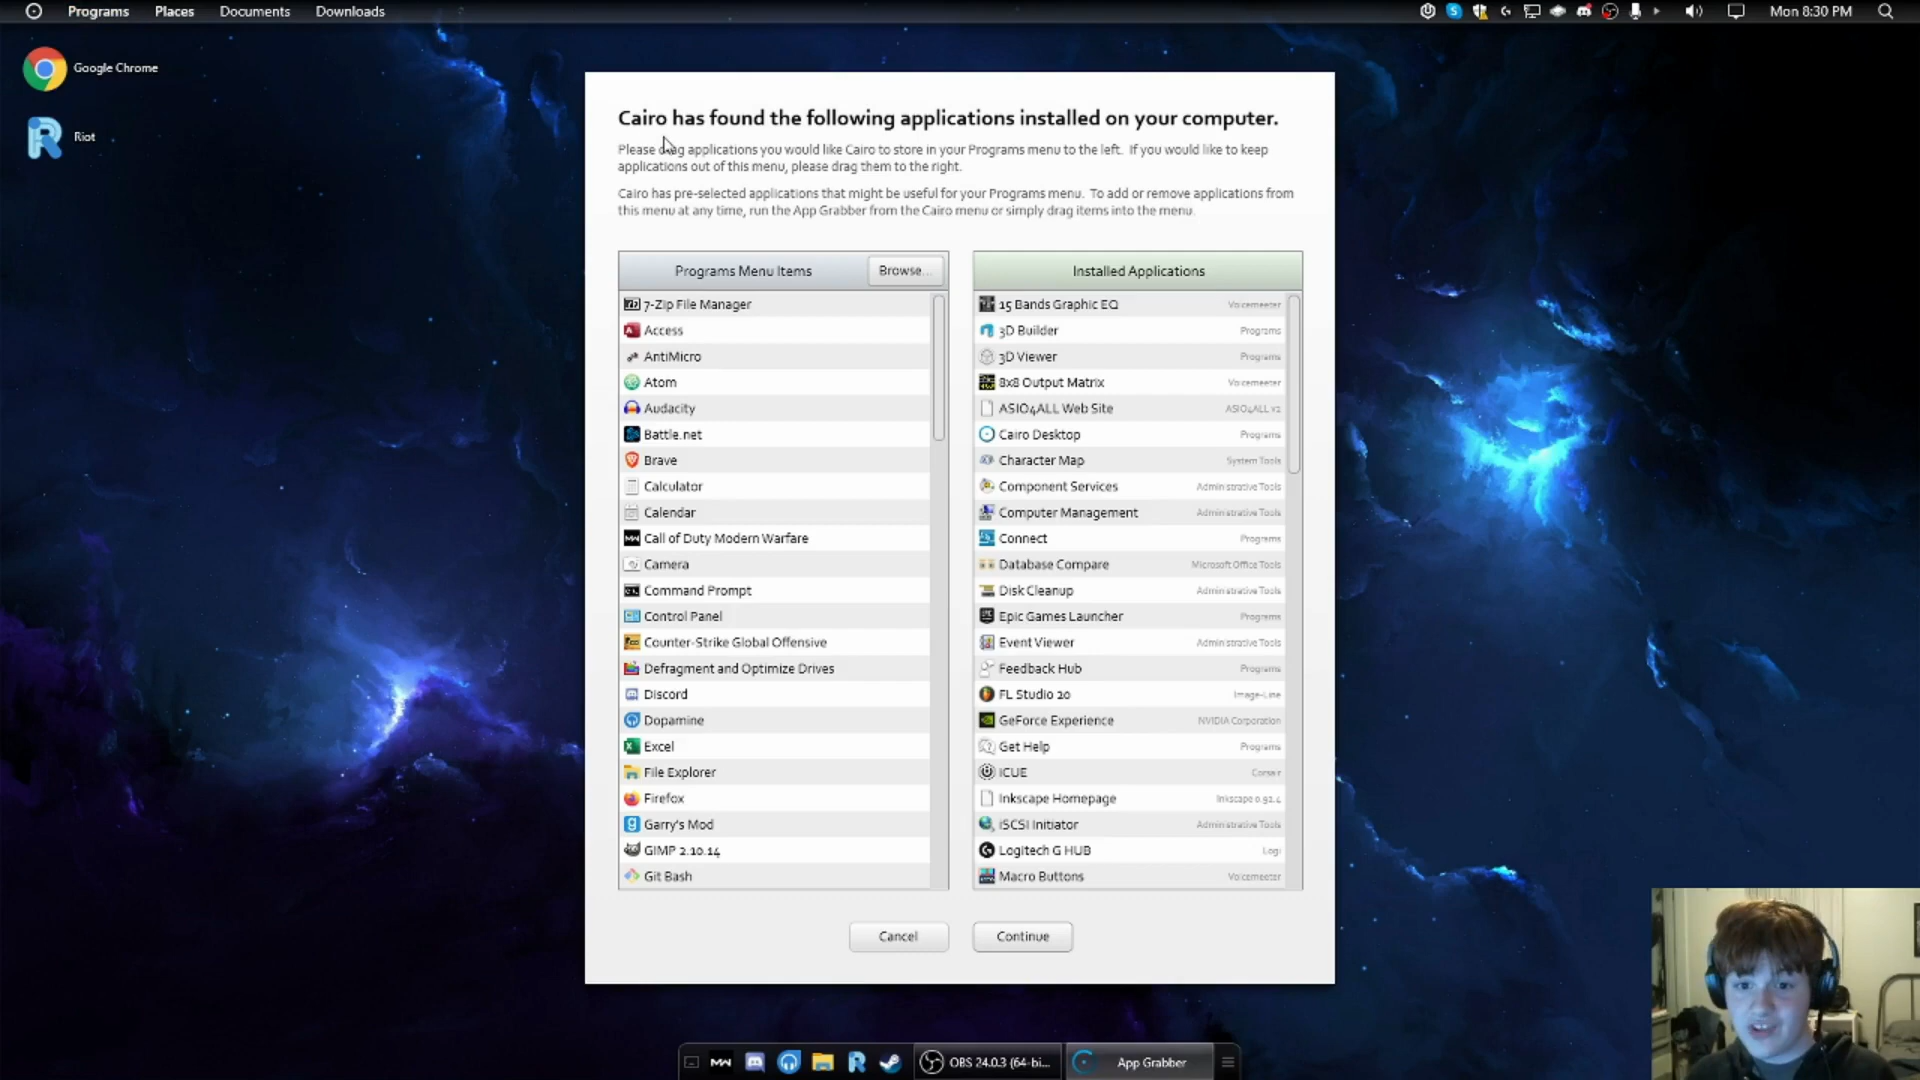 Programs Places Documents Downloads Mon 8:30 PM
Google Chrome
Riot
Cairo has found the following applications installed on your computer.
Please drag applications you would like Cairo to store in your Programs menu to the left. If you would like to keep
applications out of this menu, please drag them to the right.
Cairo has pre-selected applications that might be useful for your Programs menu. To add or remove applications from
this menu at any time, run the App Grabber from the Cairo menu or simply drag items into the menu.
Programs Menu Items Browse...
7-Zip File Manager
Access
AntiMicro
Atom
Audacity
Battle.net
Brave
Calculator
Calendar
Call of Duty Modern Warfare
Camera
Command Prompt
Control Panel
Counter-Strike Global Offensive
Defragment and Optimize Drives
Discord
Dopamine
Excel
File Explorer
Firefox
Garry's Mod
GIMP 2.10.14
Git Bash
Installed Applications
15 Bands Graphic EQ Voicemeeter
3D Builder Programs
3D Viewer Programs
8x8 Output Matrix Voicemeeter
ASIO4ALL Web Site ASIO4ALL v2
Cairo Desktop Programs
Character Map System Tools
Component Services Administrative Tools
Computer Management Administrative Tools
Connect Programs
Database Compare Microsoft Office Tools
Disk Cleanup Administrative Tools
Epic Games Launcher Programs
Event Viewer Administrative Tools
Feedback Hub Programs
FL Studio 20 Image-Line
GeForce Experience NVIDIA Corporation
Get Help Programs
iCUE Corsair
Inkscape Homepage Inkscape 0.92.4
iSCSI Initiator Administrative Tools
Logitech G HUB Logi
Macro Buttons Voicemeeter
Cancel Continue
MW OBS 24.0.3 (64-bi... App Grabber